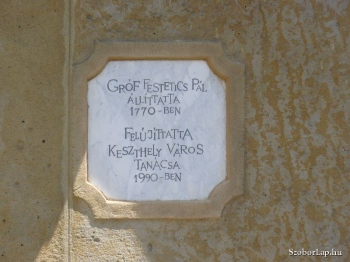 GRÓF FESTETICS PÁL
ÁLLÍTTATTA
1770-BEN
FELÚJÍTTATTA
KESZTHELY VÁROS
TANÁCSA
1990-BEN
SzoborLap.hu